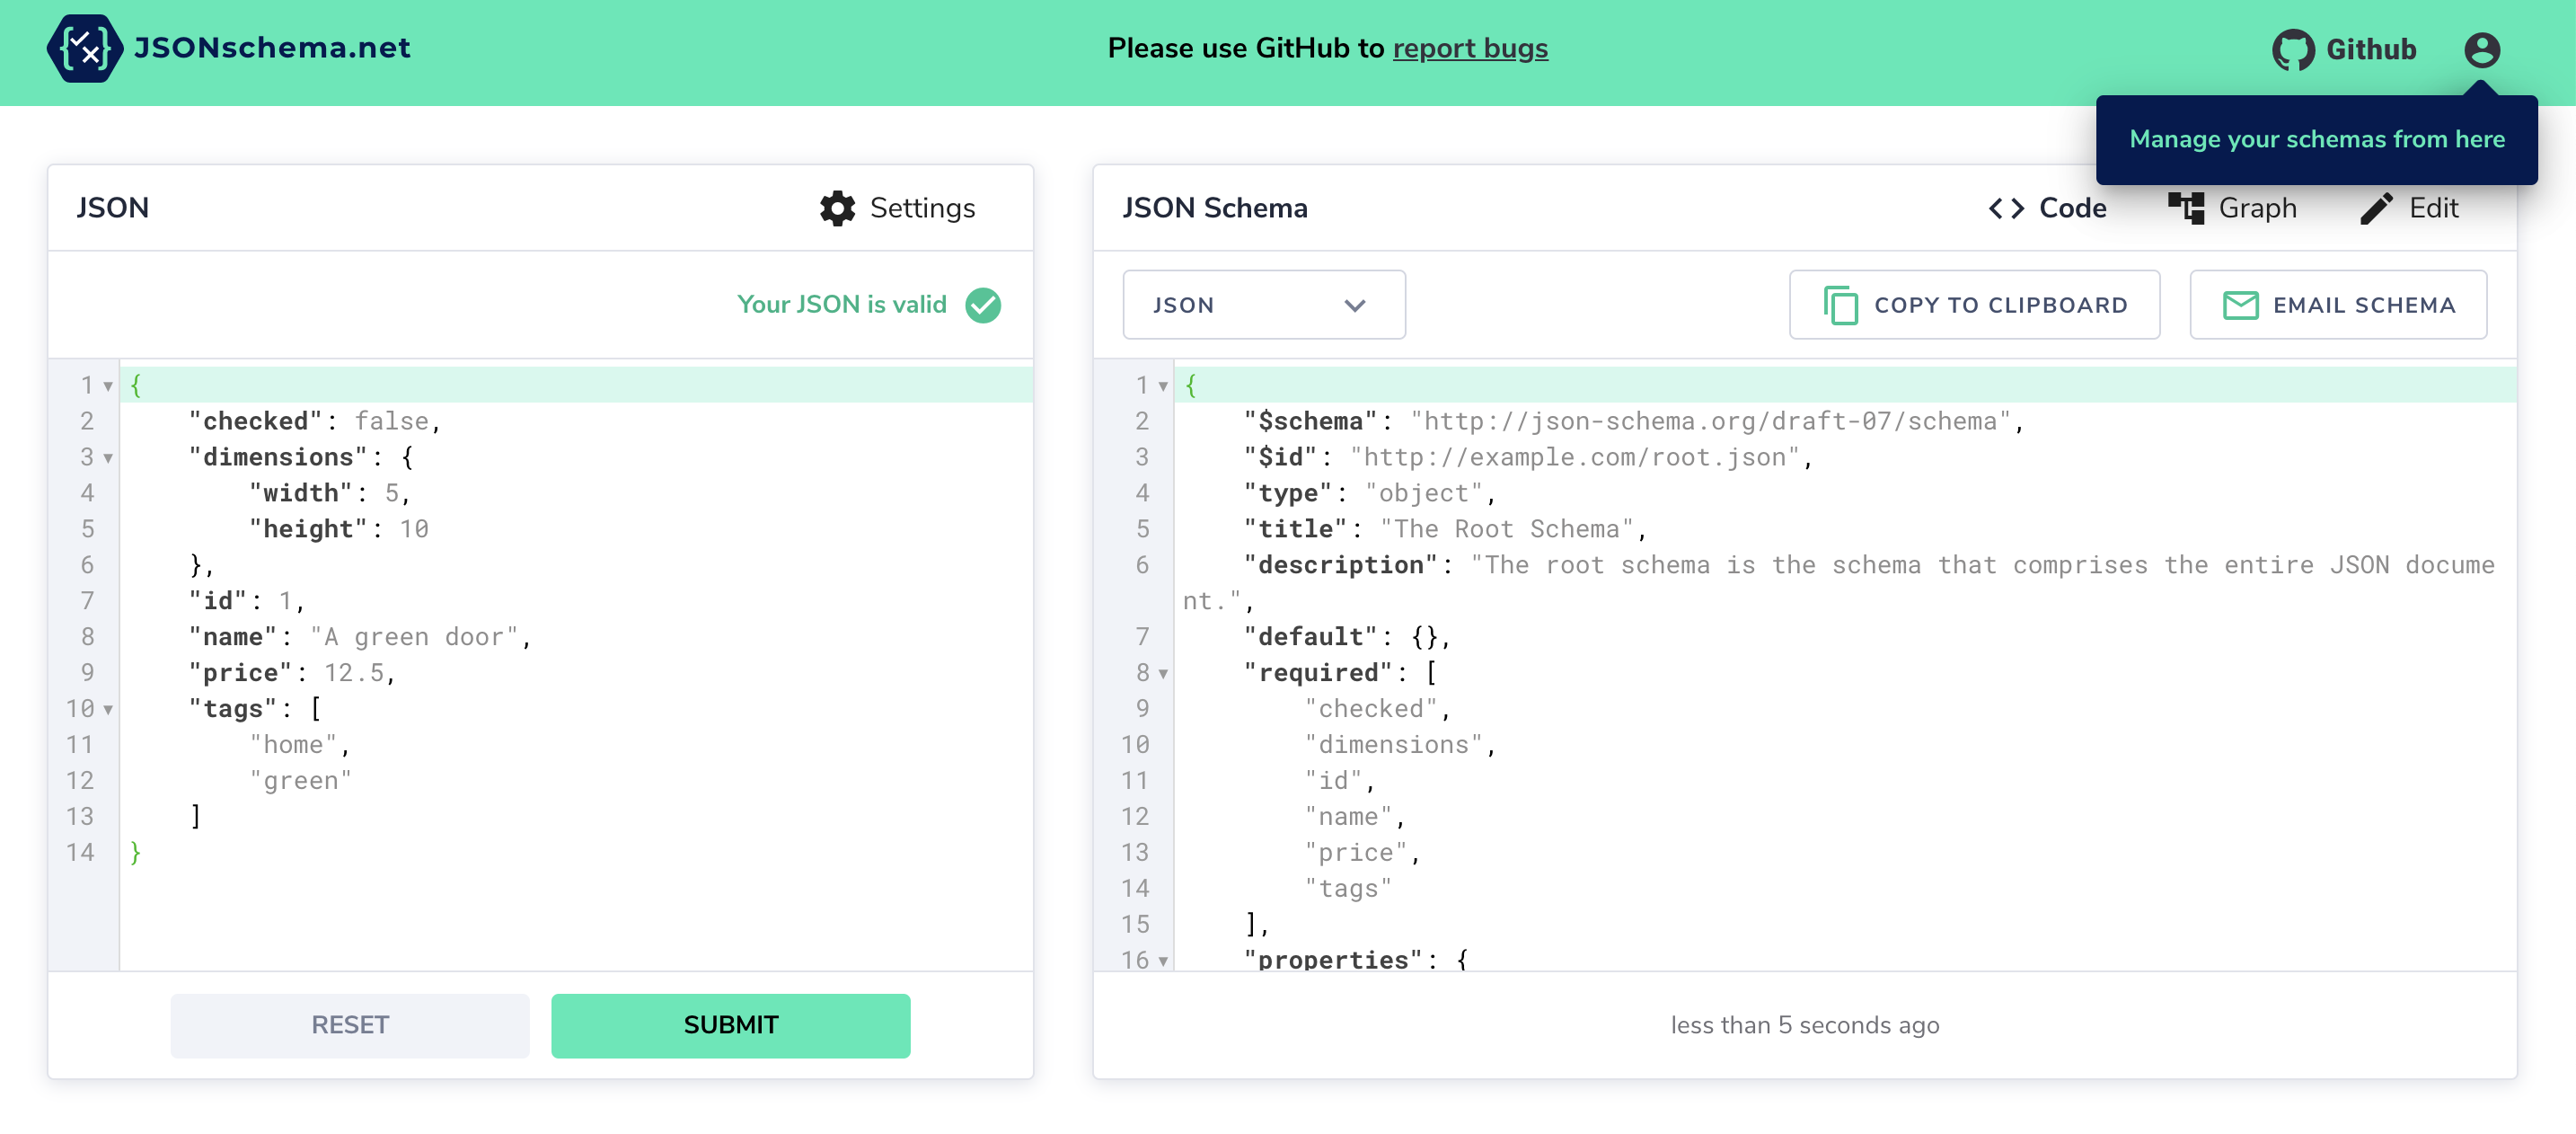 JSONschema.net
Please use GitHub to report bugs
Github
Manage your schemas from here
JSON
Settings
Your JSON is valid
1 {
2     "checked": false,
3     "dimensions": {
4         "width": 5,
5         "height": 10
6     },
7     "id": 1,
8     "name": "A green door",
9     "price": 12.5,
10     "tags": [
11         "home",
12         "green"
13     ]
14 }
RESET
SUBMIT
JSON Schema
Code
Graph
Edit
JSON
COPY TO CLIPBOARD
EMAIL SCHEMA
1 {
2     "$schema": "http://json-schema.org/draft-07/schema",
3     "$id": "http://example.com/root.json",
4     "type": "object",
5     "title": "The Root Schema",
6     "description": "The root schema is the schema that comprises the entire JSON docume
nt.",
7     "default": {},
8     "required": [
9         "checked",
10         "dimensions",
11         "id",
12         "name",
13         "price",
14         "tags"
15     ],
16     "properties": {
less than 5 seconds ago